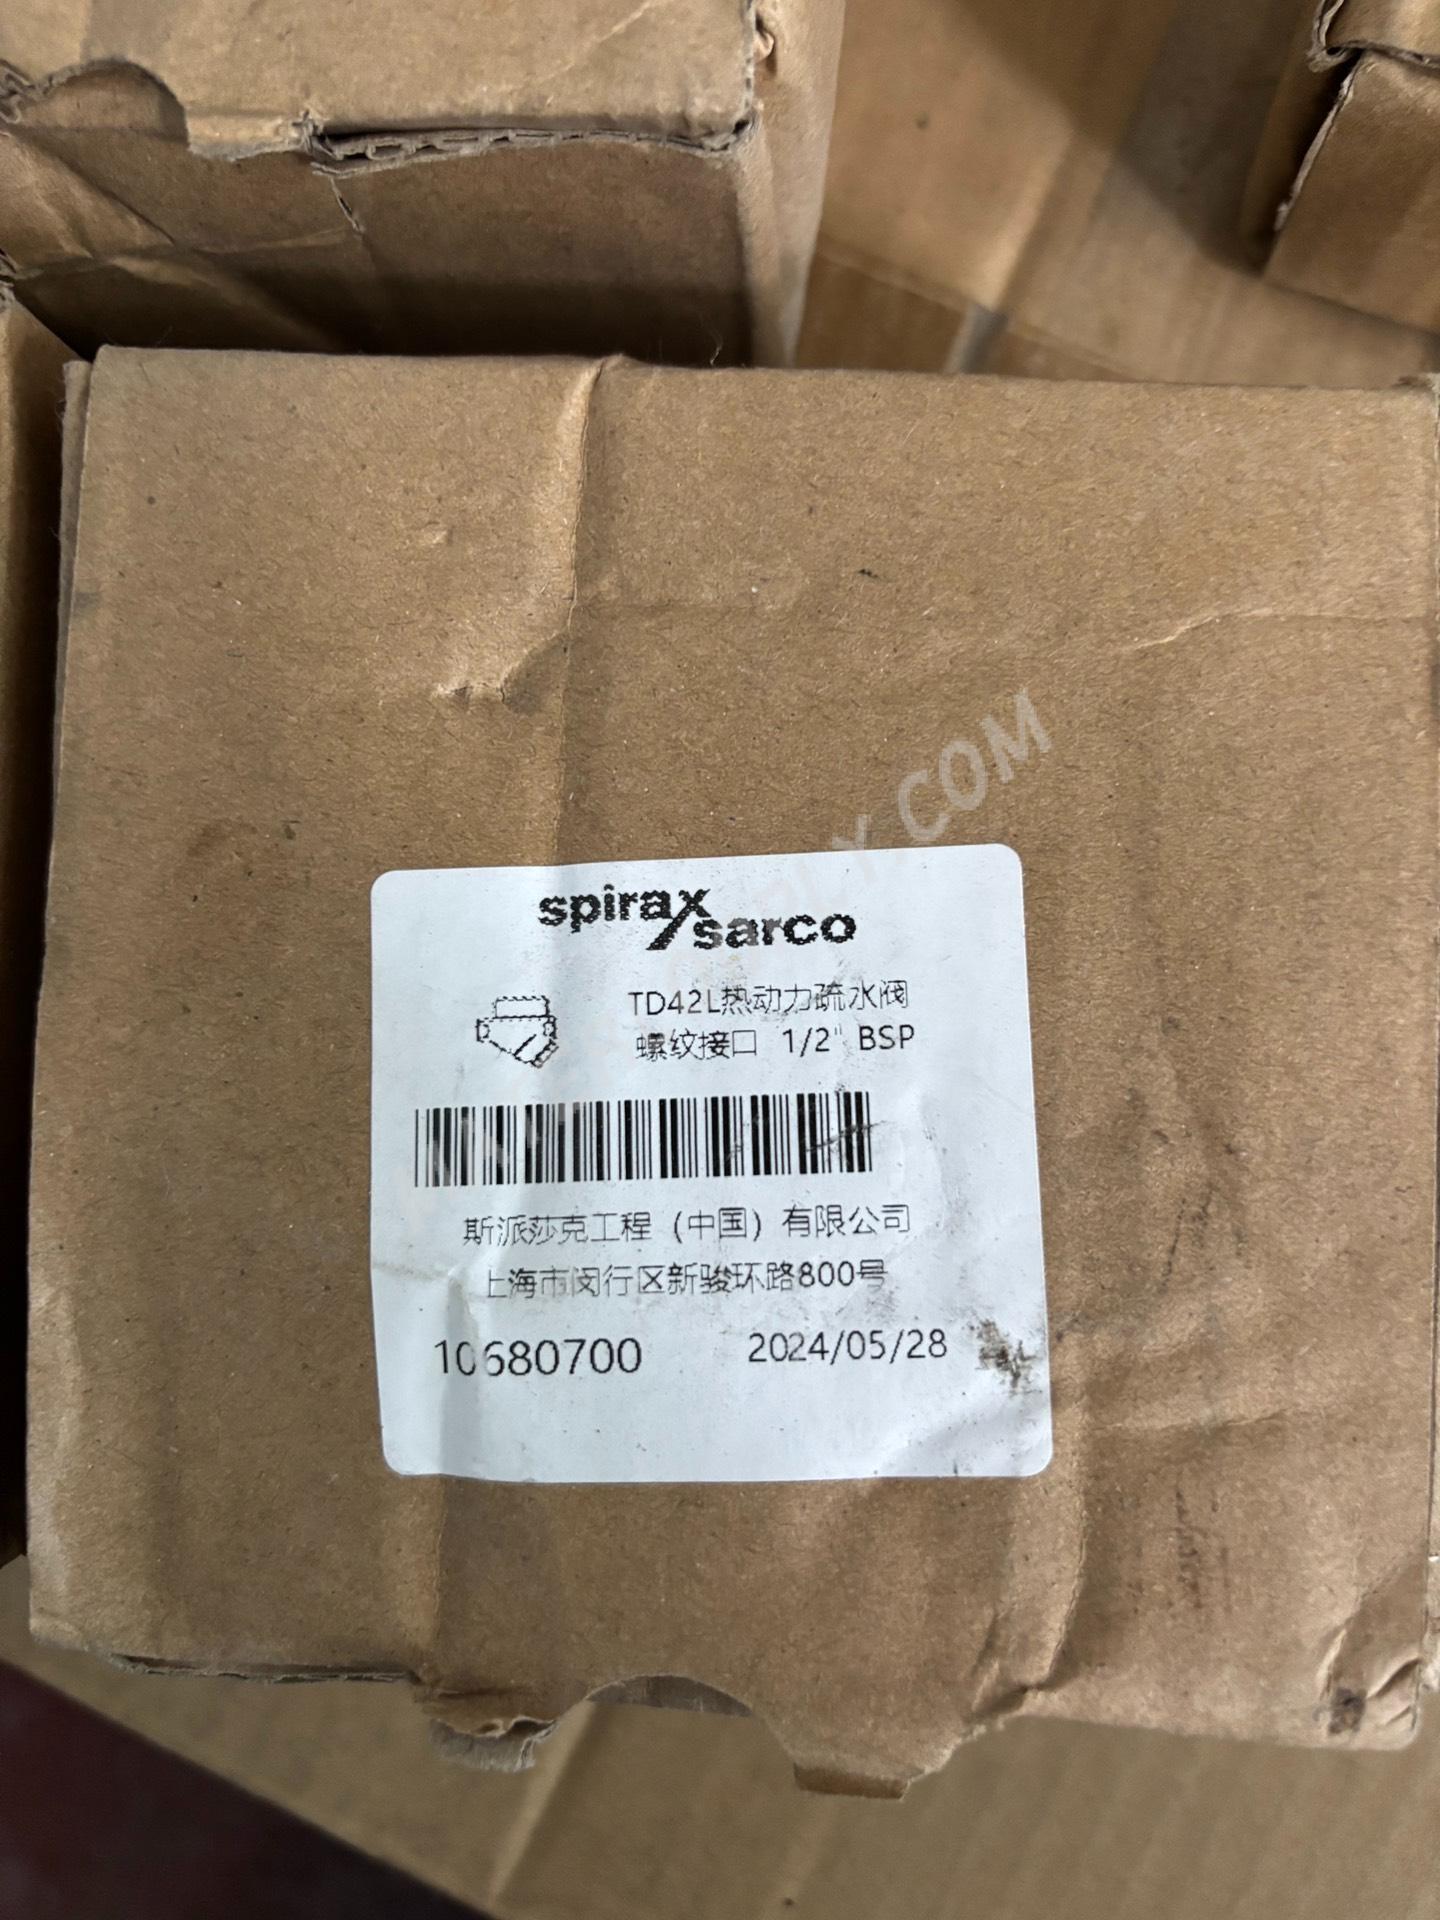 spirax
sarco
TD42L热动力疏水阀
螺纹接口 1/2" BSP
斯派莎克工程（中国）有限公司
上海市闵行区新骏环路800号
10680700 2024/05/28